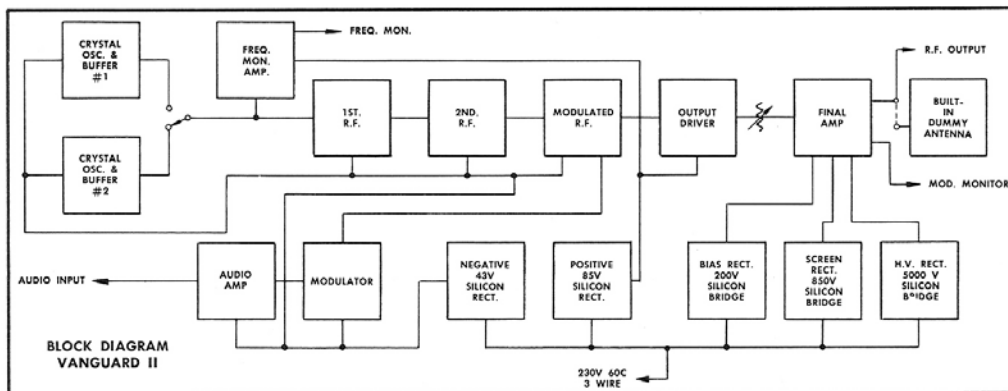 CRYSTAL
OSC. &
BUFFER
#1
FREQ.
MON.
AMP.
FREQ. MON.
1ST.
R.F.
2ND.
R.F.
MODULATED
R.F.
OUTPUT
DRIVER
FINAL
AMP
R.F. OUTPUT
BUILT-
IN
DUMMY
ANTENNA
CRYSTAL
OSC. &
BUFFER
#2
MOD. MONITOR
AUDIO INPUT
AUDIO
AMP
MODULATOR
NEGATIVE
43V
SILICON
RECT.
POSITIVE
85V
SILICON
RECT.
BIAS RECT.
200V
SILICON
BRIDGE
SCREEN
RECT.
850V
SILICON
BRIDGE
H.V. RECT.
5000 V
SILICON
BRIDGE
BLOCK DIAGRAM
VANGUARD II
230V 60C
3 WIRE